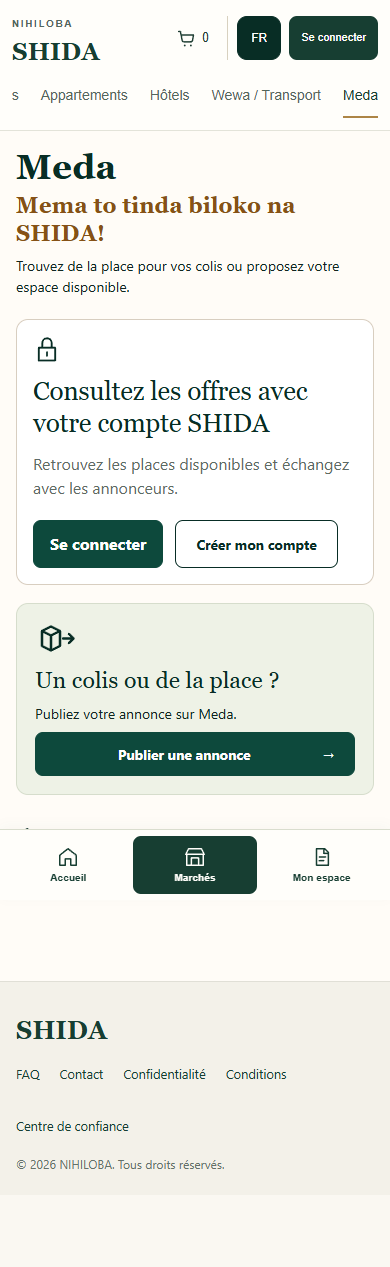 NIHILOBA
SHIDA
0
FR
Se connecter
s
Appartements
Hôtels
Wewa / Transport
Meda
Meda
Mema to tinda biloko na
SHIDA!
Trouvez de la place pour vos colis ou proposez votre
espace disponible.
Consultez les offres avec
votre compte SHIDA
Retrouvez les places disponibles et échangez
avec les annonceurs.
Se connecter
Créer mon compte
Un colis ou de la place ?
Publiez votre annonce sur Meda.
Publier une annonce →
Accueil
Marchés
Mon espace
SHIDA
FAQ
Contact
Confidentialité
Conditions
Centre de confiance
© 2026 NIHILOBA. Tous droits réservés.